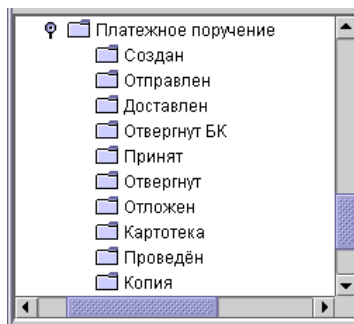 Платежное поручение
Создан
Отправлен
Доставлен
Отвергнут БК
Принят
Отвергнут
Отложен
Картотека
Проведён
Копия